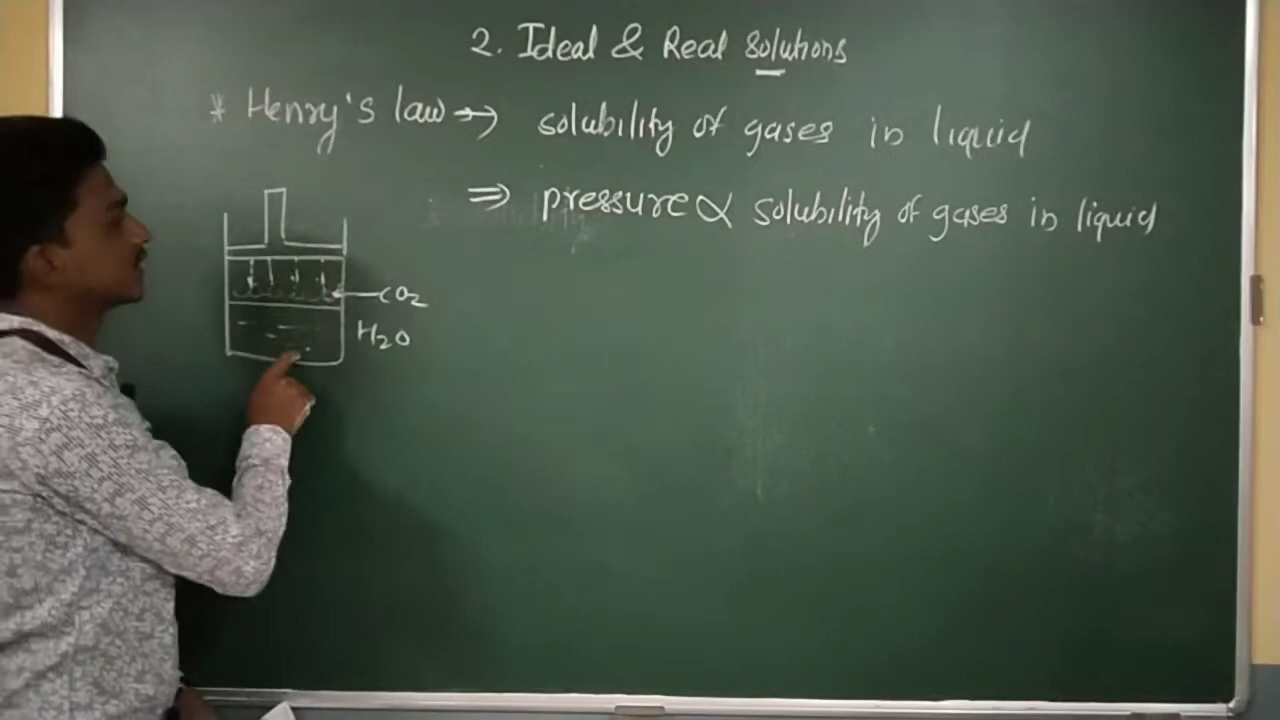 2. Ideal & Real Solutions
* Henry's law → solubility of gases in liquid
⇒ pressure ∝ solubility of gases in liquid
CO₂
H₂O